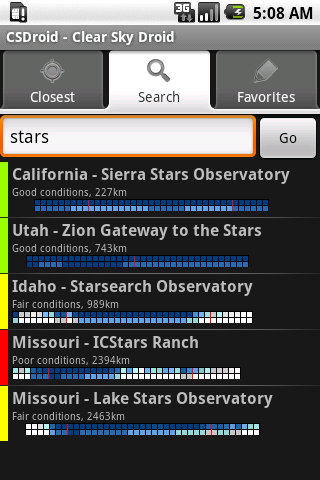 3G
5:08 AM
CSDroid - Clear Sky Droid
Closest
Search
Favorites
stars
Go
California - Sierra Stars Observatory
Good conditions, 227km
Utah - Zion Gateway to the Stars
Good conditions, 743km
Idaho - Starsearch Observatory
Fair conditions, 989km
Missouri - ICStars Ranch
Poor conditions, 2394km
Missouri - Lake Stars Observatory
Fair conditions, 2463km